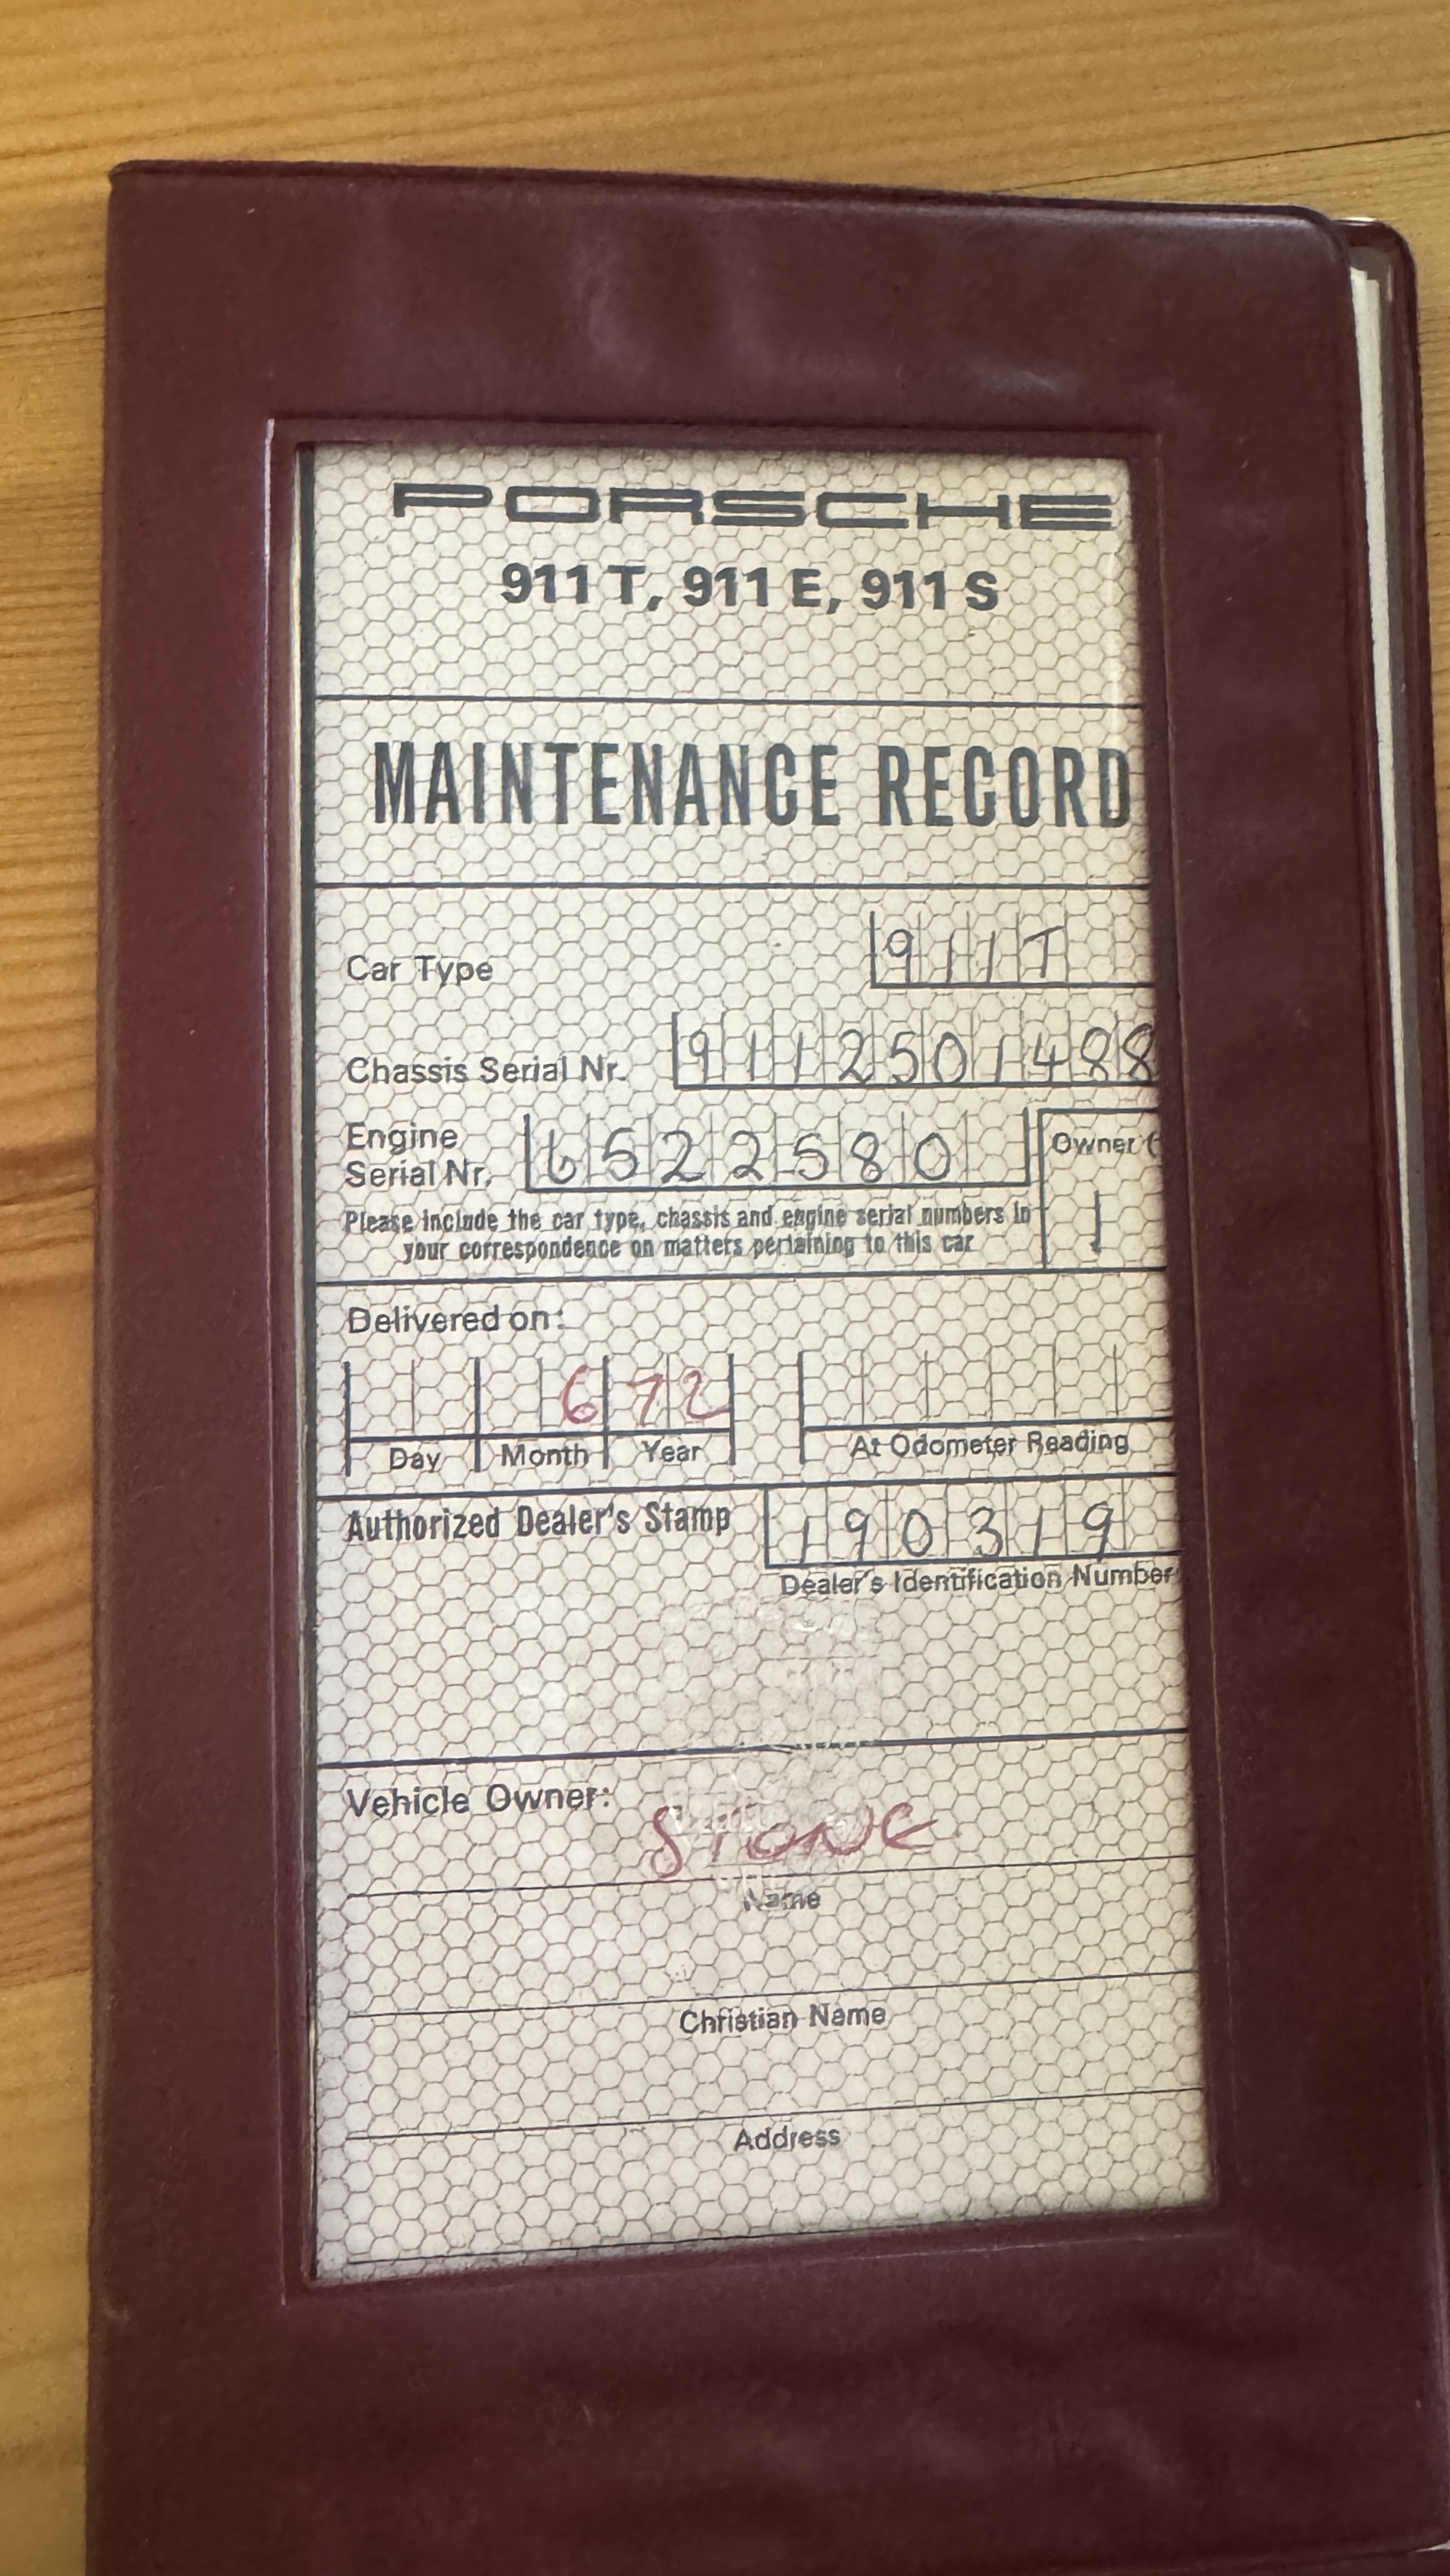 PORSCHE
911 T, 911 E, 911 S
MAINTENANCE RECORD
Car Type 911T
Chassis Serial Nr. 9112501488
Engine
Serial Nr. 6522580
Owner
1
Please include the car type, chassis and engine serial numbers in
your correspondence on matters pertaining to this car
Delivered on:
6 72
Day Month Year
At Odometer Reading
Authorized Dealer's Stamp 190319
Dealer's Identification Number
Vehicle Owner: STONE
Name
Christian Name
Address